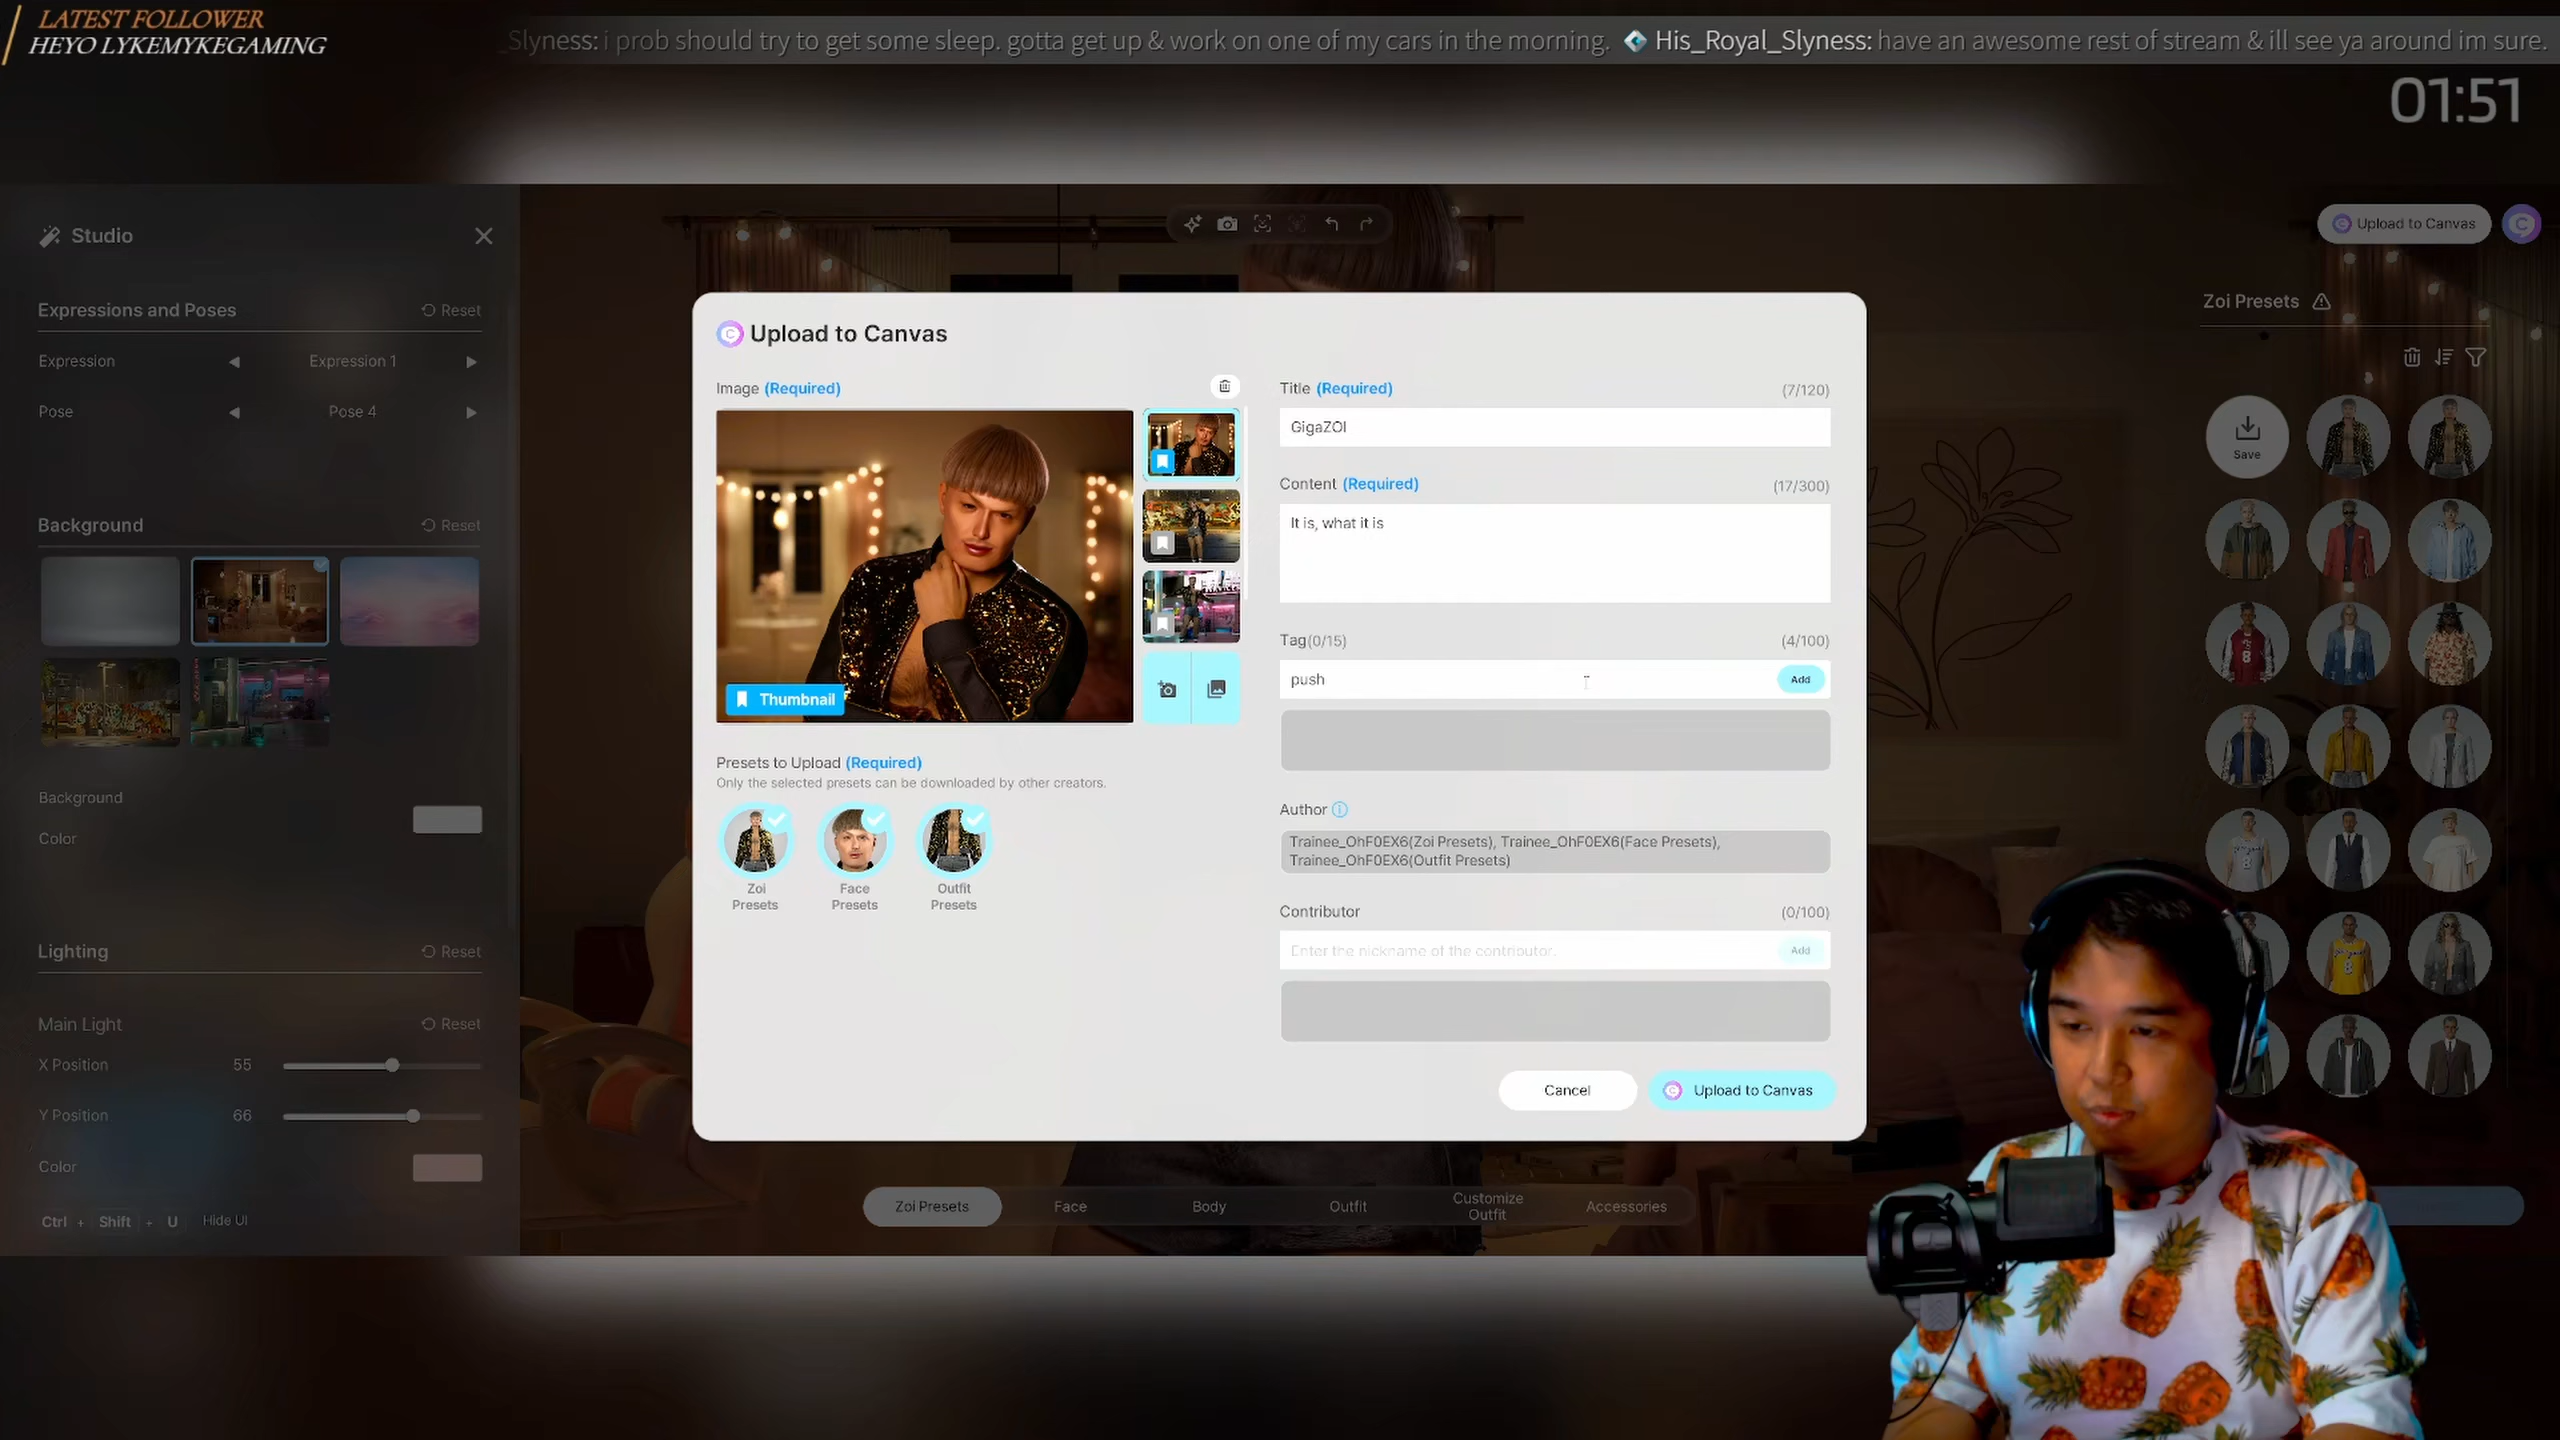 LATEST FOLLOWER
HEYO LYKEMYKEGAMING
_Slyness: i prob should try to get some sleep. gotta get up & work on one of my cars in the morning. His_Royal_Slyness: have an awesome rest of stream & ill see ya around im sure.
01:51
Studio
Upload to Canvas
Expressions and Poses
Reset
Expression
Expression 1
Pose
Pose 4
Background
Reset
Background
Color
Lighting
Reset
Main Light
Reset
X Position 55
Y Position 66
Color
Ctrl + Shift + U Hide UI
Upload to Canvas
Image (Required)
Thumbnail
Presets to Upload (Required)
Only the selected presets can be downloaded by other creators.
Zoi
Presets
Face
Presets
Outfit
Presets
Title (Required)
(7/120)
GigaZOI
Content (Required)
(17/300)
It is, what it is
Tag(0/15)
(4/100)
push
Add
Author
Trainee_OhF0EX6(Zoi Presets), Trainee_OhF0EX6(Face Presets),
Trainee_OhF0EX6(Outfit Presets)
Contributor
(0/100)
Enter the nickname of the contributor.
Add
Cancel
Upload to Canvas
Zoi Presets
Save
8
8
8
Zoi Presets
Face
Body
Outfit
Customize
Outfit
Accessories